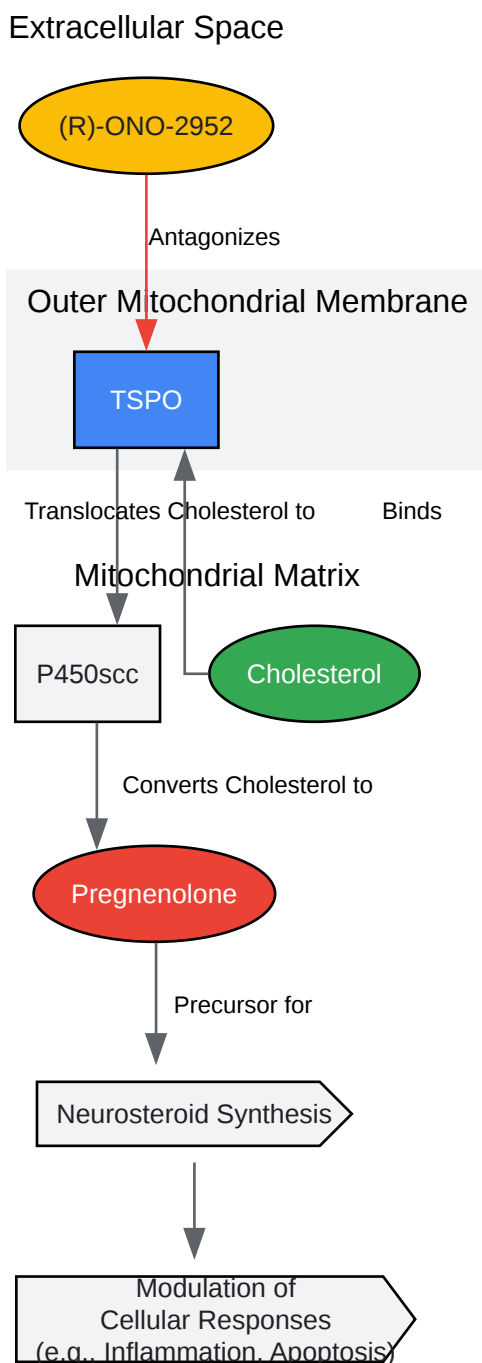 Extracellular Space
(R)-ONO-2952
Antagonizes
Outer Mitochondrial Membrane
TSPO
Translocates Cholesterol to
Binds
Mitochondrial Matrix
P450scc
Cholesterol
Converts Cholesterol to
Pregnenolone
Precursor for
Neurosteroid Synthesis
Modulation of
Cellular Responses
(e.g., Inflammation, Apoptosis)